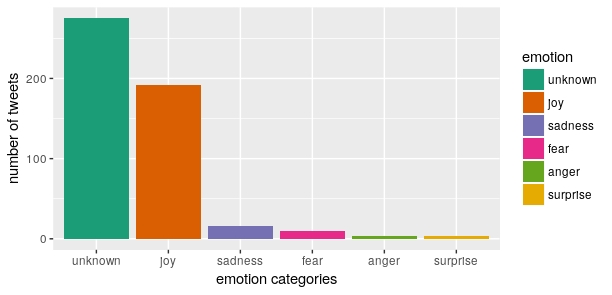 number of tweets
200
100
0
unknown joy sadness fear anger surprise
emotion categories
emotion
unknown
joy
sadness
fear
anger
surprise